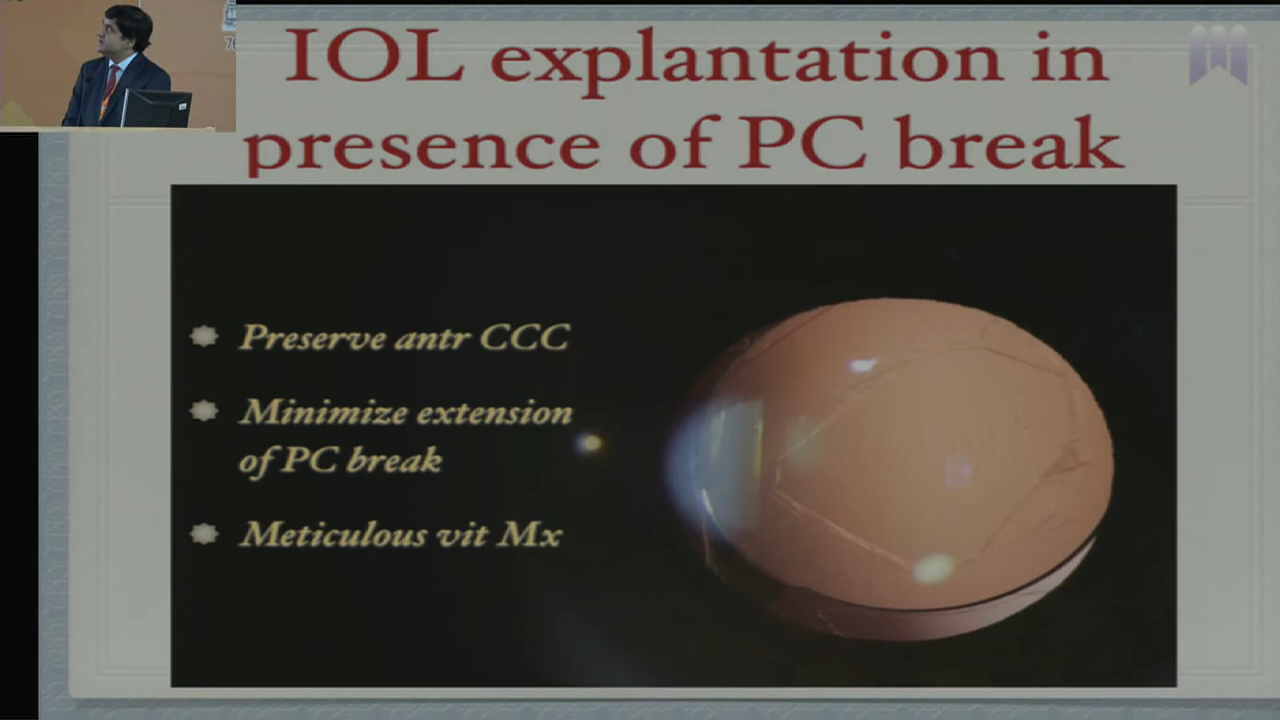 IOL explantation in
presence of PC break
Preserve antr CCC
Minimize extension
of PC break
Meticulous vit Mx